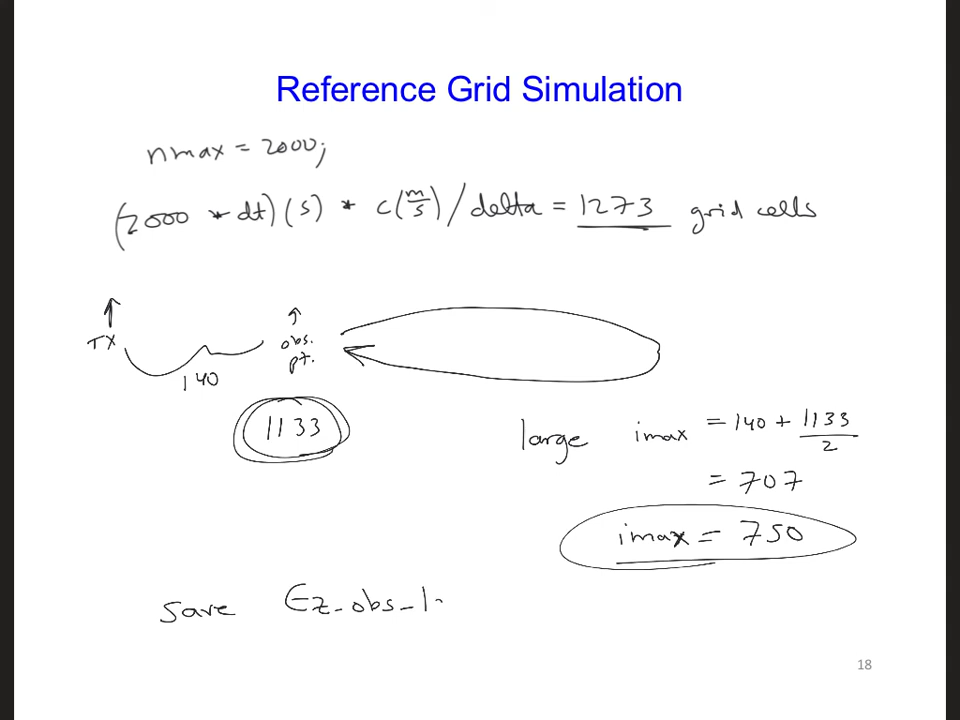 Reference Grid Simulation
nmax = 2000;
(2000 * dt)(s) * c(m/s)/delta = 1273 grid cells
TX
obs.
pt.
140
1133
large imax = 140 + 1133/2
= 707
imax = 750
save Ez_obs_1.
18